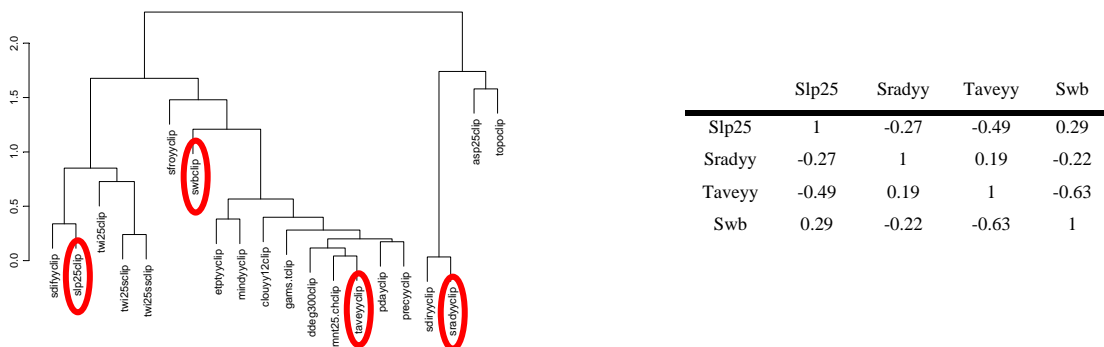 2.0
1.5
1.0
0.5
0.0
sdifyyclip
slp25clip
twi25clip
twi25sclip
twi25ssclip
sfroyyclip
swbclip
etptyyclip
mindyyclip
clouyy12clip
gams.tclip
ddeg300clip
mnt25.chclip
taveyyclip
pdayclip
precyyclip
sdiryyclip
sradyyclip
asp25clip
topoclip
Slp25 Sradyy Taveyy Swb
Slp25 1 -0.27 -0.49 0.29
Sradyy -0.27 1 0.19 -0.22
Taveyy -0.49 0.19 1 -0.63
Swb 0.29 -0.22 -0.63 1